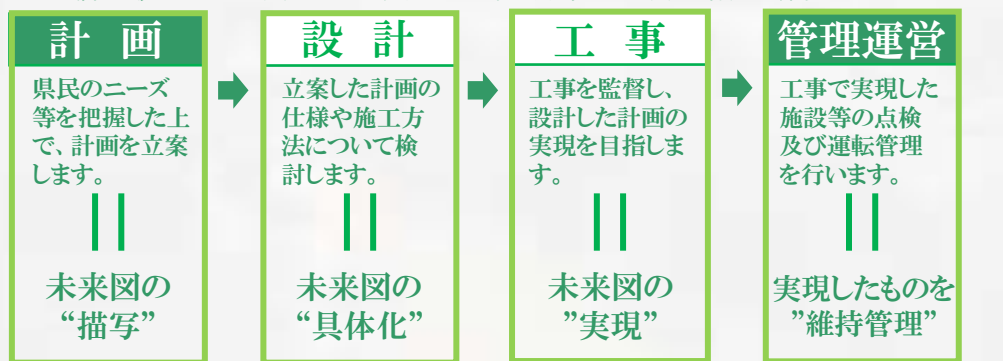 計 画
県民のニーズ
等を把握した上
で、計画を立案
します。
未来図の
“描写”
設 計
立案した計画の
仕様や施工方
法について検
討します。
未来図の
“具体化”
工 事
工事を監督し、
設計した計画の
実現を目指しま
す。
未来図の
”実現”
管理運営
工事で実現した
施設等の点検
及び運転管理
を行います。
実現したものを
”維持管理”